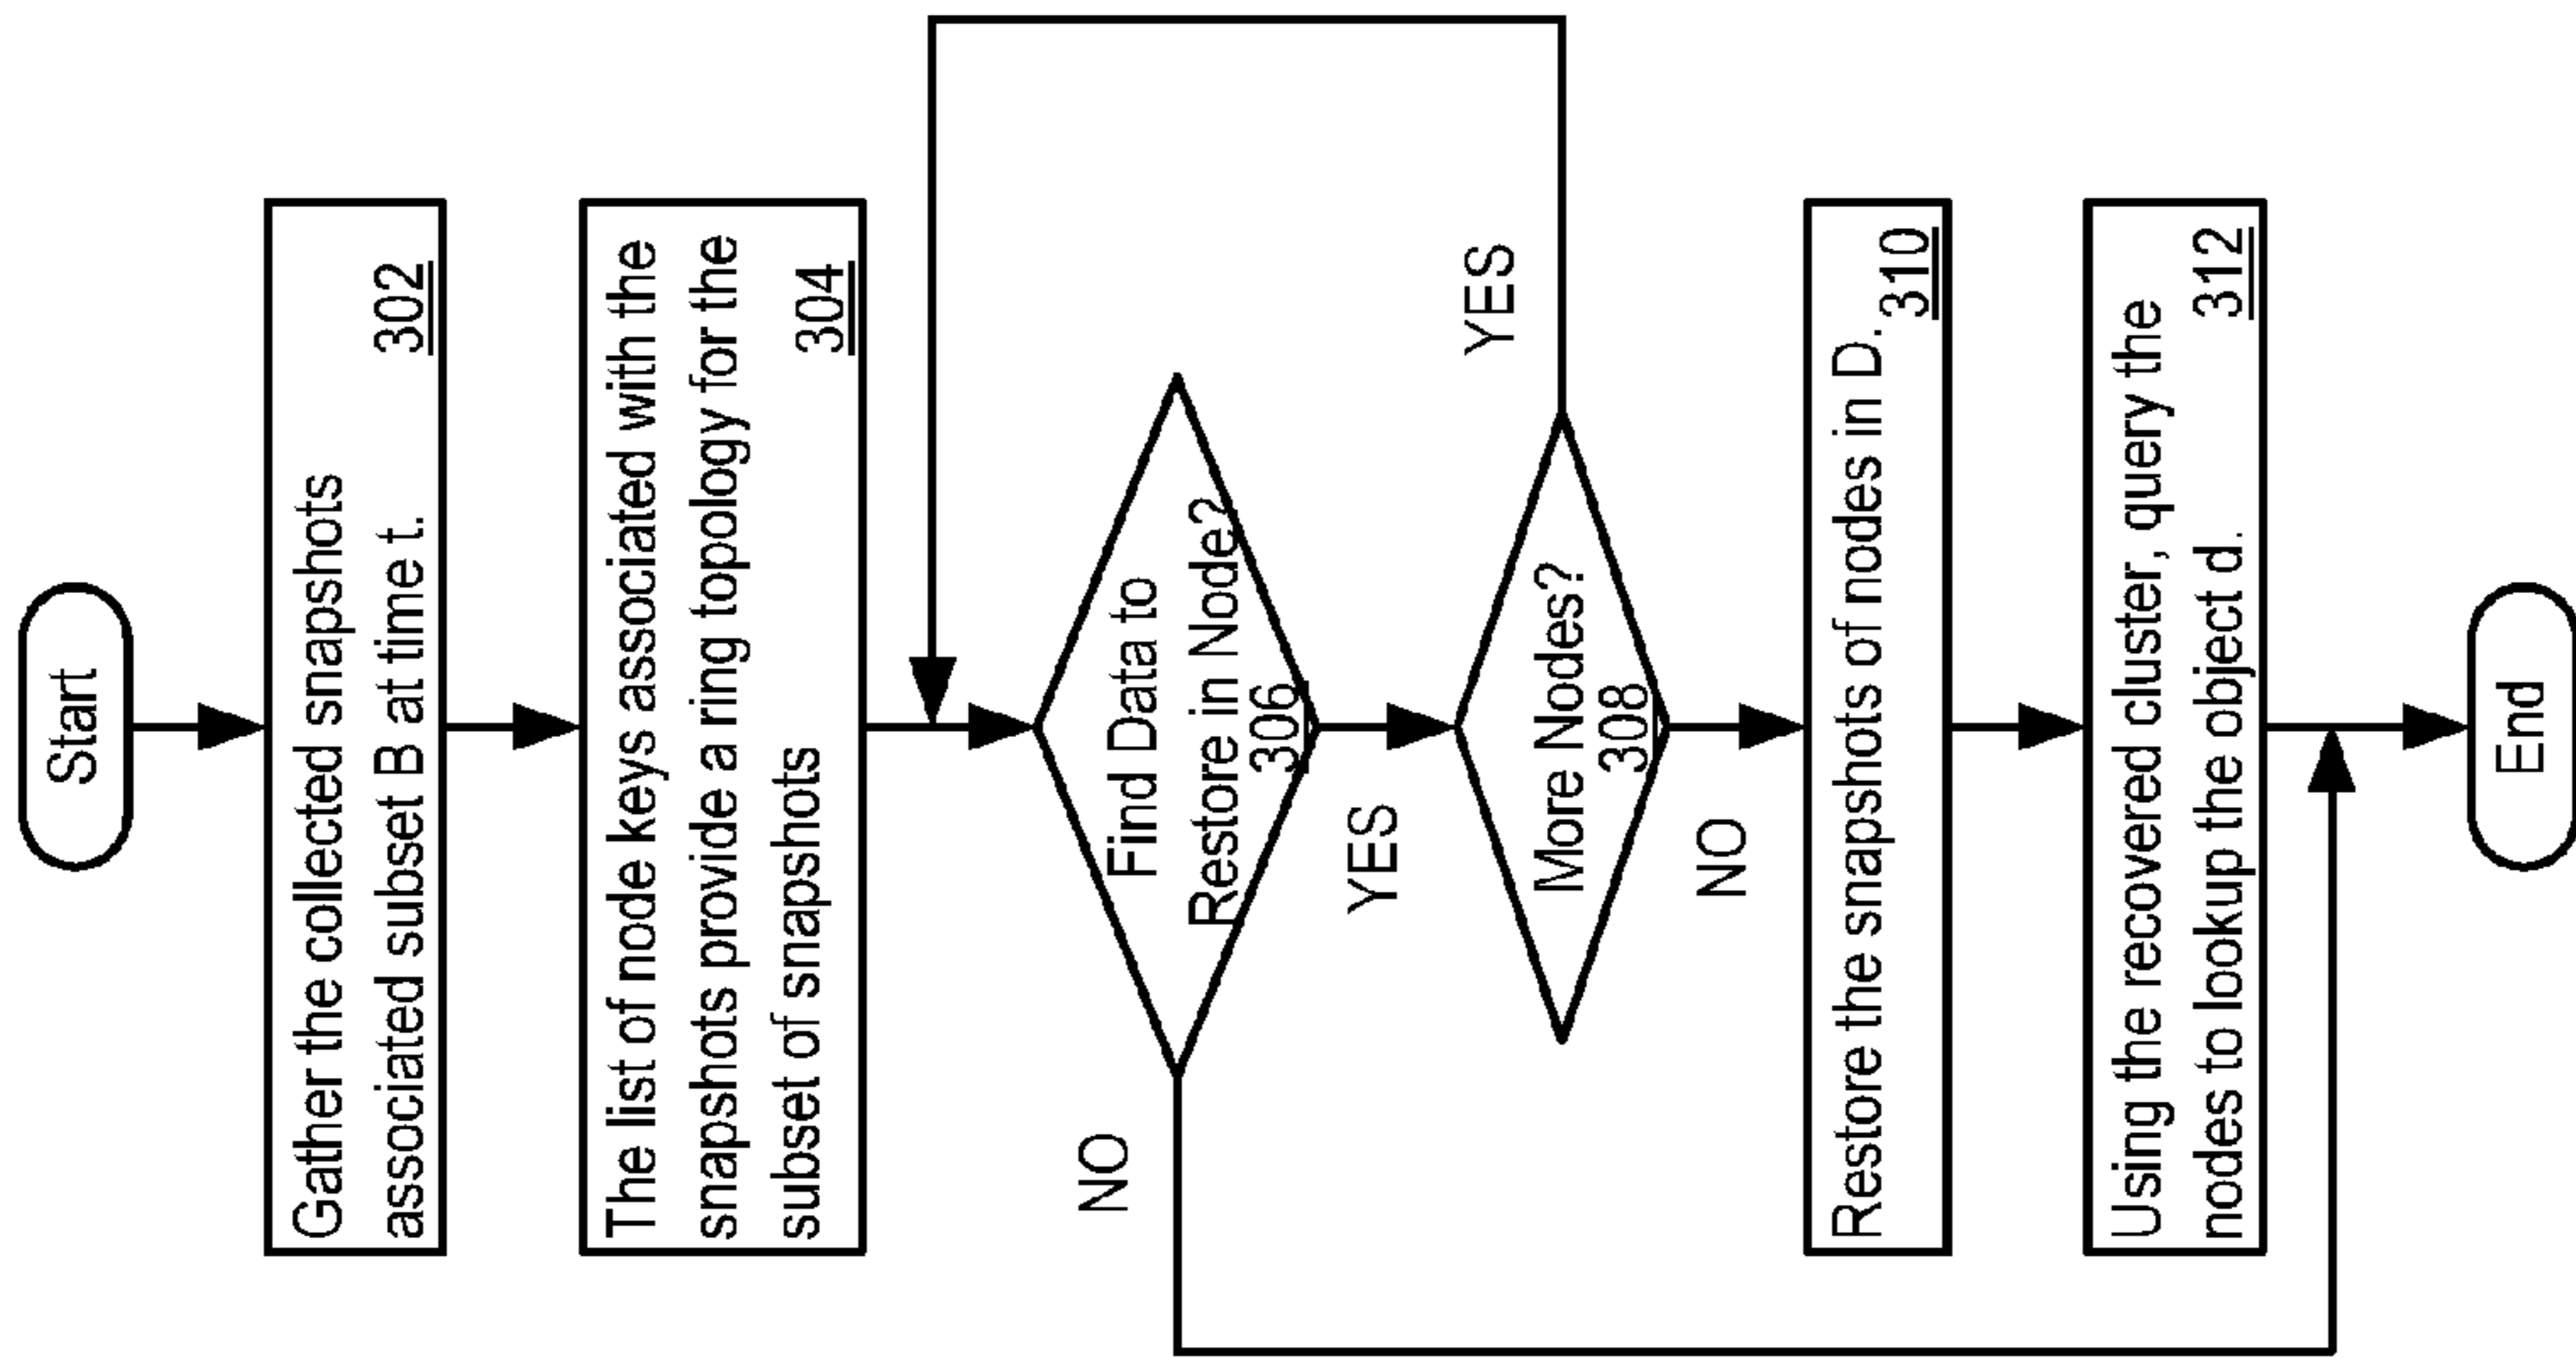 Start
Gather the collected snapshots
associated subset B at time t.
302
The list of node keys associated with the
snapshots provide a ring topology for the
subset of snapshots
304
Find Data to
Restore in Node?
306
NO
YES
More Nodes?
308
YES
NO
Restore the snapshots of nodes in D.
310
Using the recovered cluster, query the
nodes to lookup the object d.
312
End